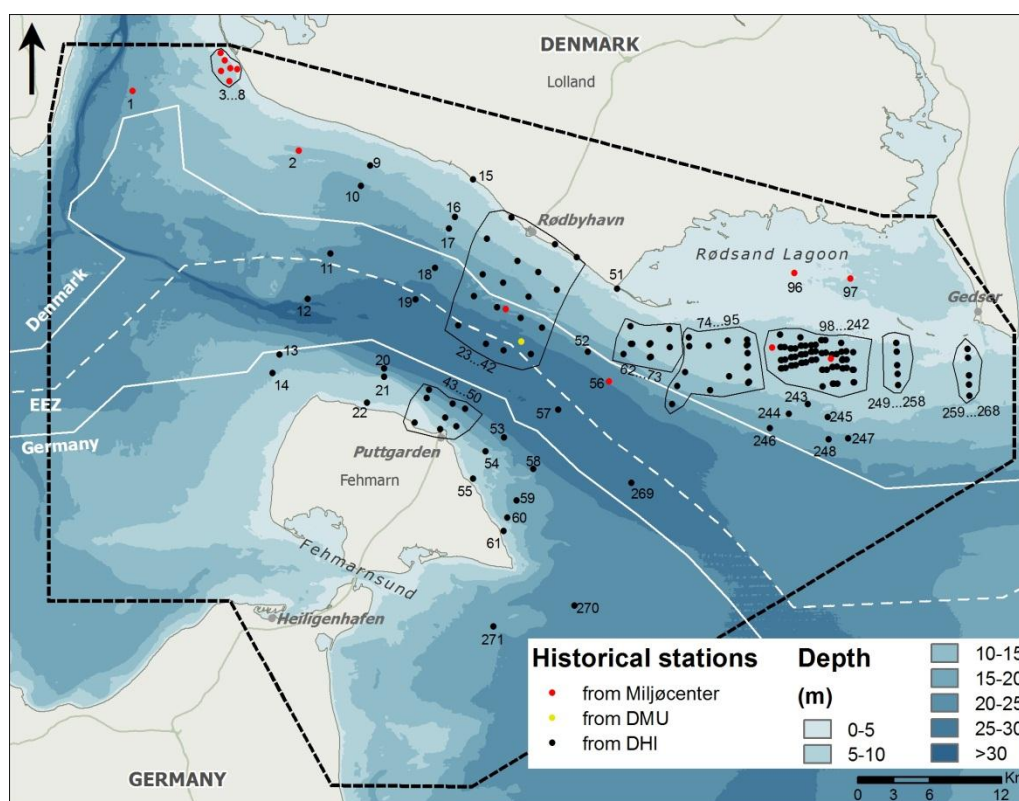 DENMARK
Lolland
3...8
1
2
9
10
15
16
17
Rødbyhavn
Rødsand Lagoon
18
11
19
12
51
96
97
Gedser
Denmark
74...95
98...242
13
14
20
21
22
23...42
52
62...73
56
EEZ
Germany
43...50
57
243
244
245
246
247
248
249...258
259...268
Puttgarden
Fehmarn
53
54
55
58
59
60
61
269
Fehmarnsund
Heiligenhafen
270
271
GERMANY
Historical stations
from Miljøcenter
from DMU
from DHI
Depth
(m)
0-5
5-10
10-15
15-20
20-25
25-30
>30
Km
0 3 6 12